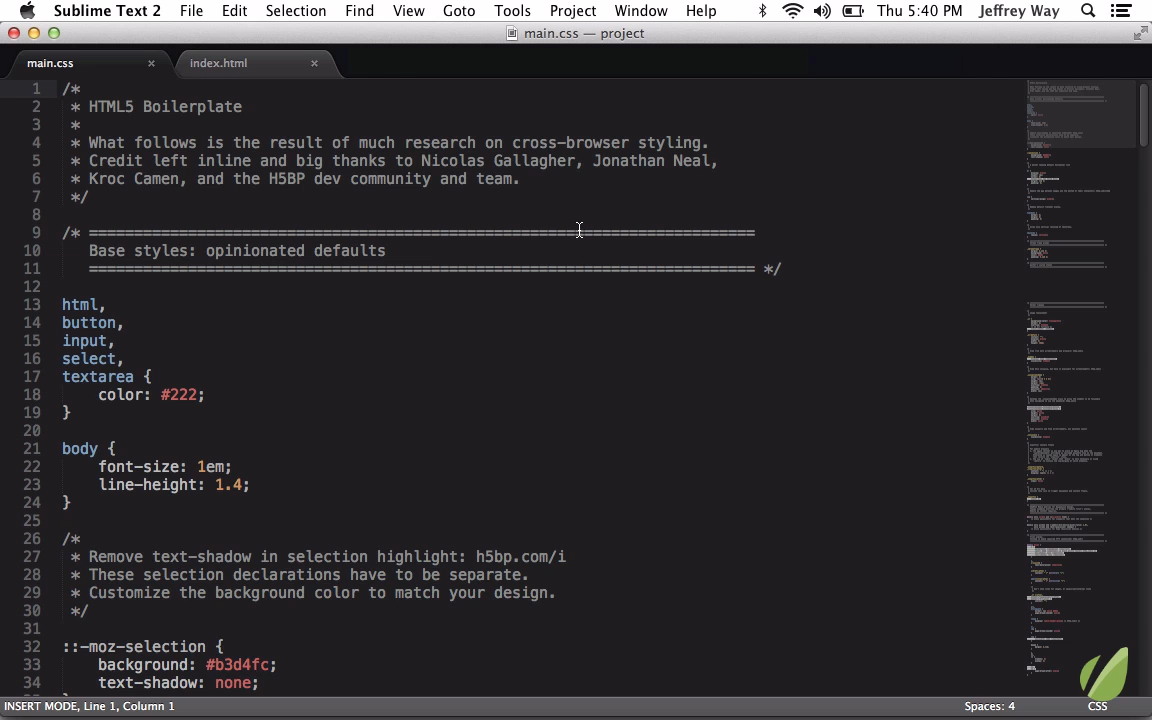 Sublime Text 2 File Edit Selection Find View Goto Tools Project Window Help Thu 5:40 PM Jeffrey Way
main.css — project
main.css × index.html ×
1 /*
2  * HTML5 Boilerplate
3  *
4  * What follows is the result of much research on cross-browser styling.
5  * Credit left inline and big thanks to Nicolas Gallagher, Jonathan Neal,
6  * Kroc Camen, and the H5BP dev community and team.
7  */
8
9 /* ==========================================================================
10    Base styles: opinionated defaults
11    ========================================================================== */
12
13 html,
14 button,
15 input,
16 select,
17 textarea {
18     color: #222;
19 }
20
21 body {
22     font-size: 1em;
23     line-height: 1.4;
24 }
25
26 /*
27  * Remove text-shadow in selection highlight: h5bp.com/i
28  * These selection declarations have to be separate.
29  * Customize the background color to match your design.
30  */
31
32 ::-moz-selection {
33     background: #b3d4fc;
34     text-shadow: none;
INSERT MODE, Line 1, Column 1 Spaces: 4 CSS